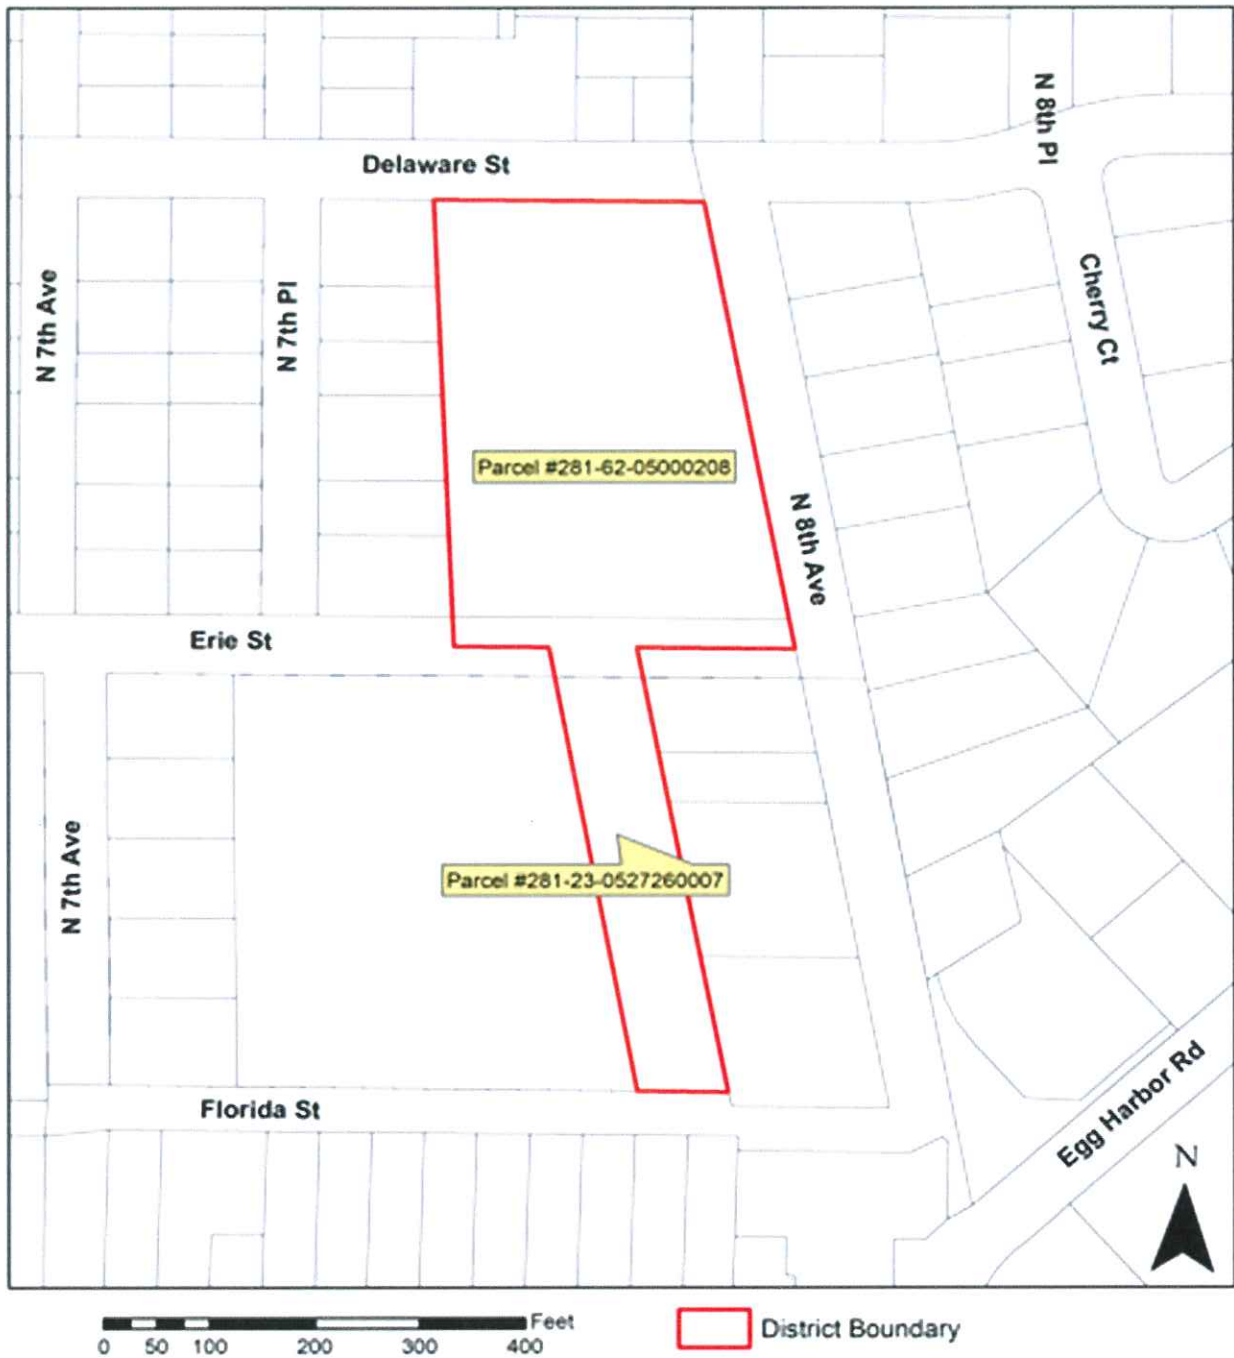 N 8th Pl
Delaware St
N 7th Ave
N 7th Pl
Cherry Ct
Parcel #281-62-05000208
N 8th Ave
Erie St
N 7th Ave
Parcel #281-23-0527260007
Florida St
Egg Harbor Rd
N
Feet
0 50 100 200 300 400
District Boundary